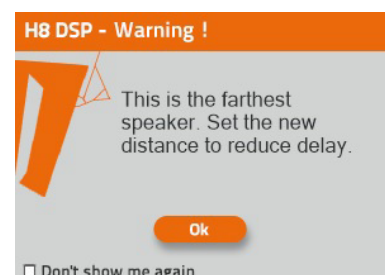 H8 DSP - Warning !
This is the farthest
speaker. Set the new
distance to reduce delay.
Ok
Don't show me again